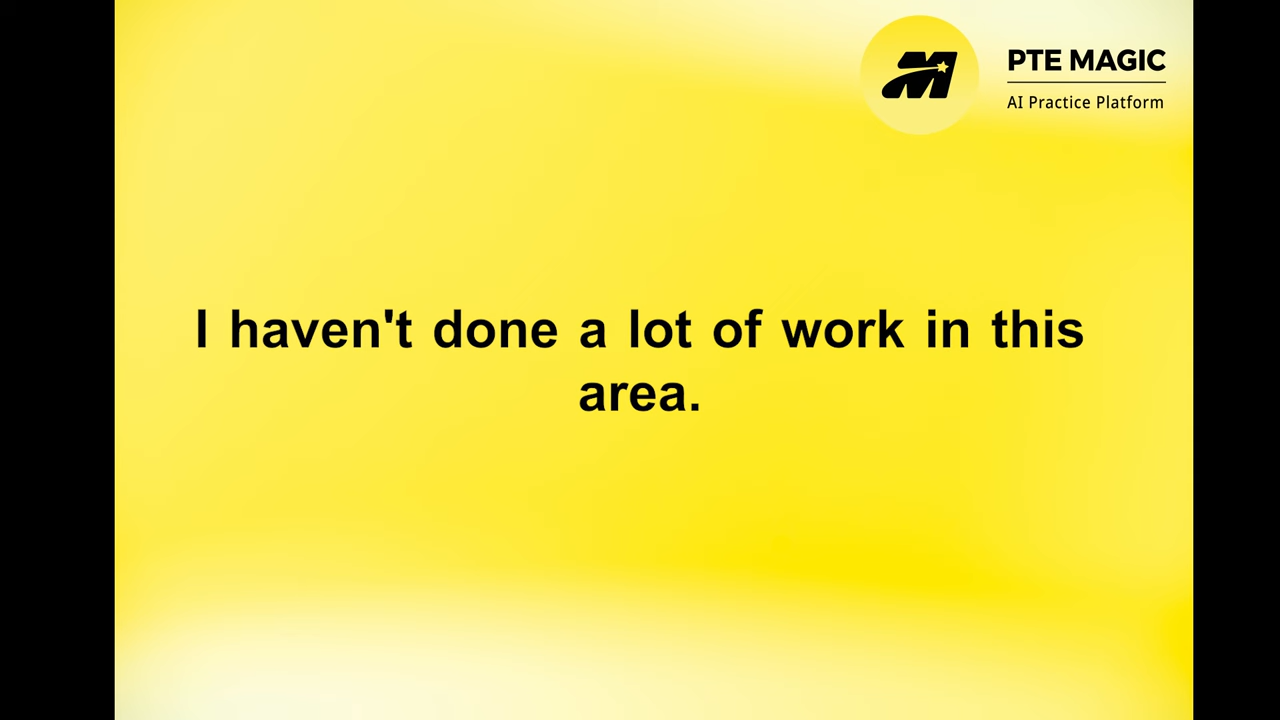 PTE MAGIC
AI Practice Platform
I haven't done a lot of work in this
area.